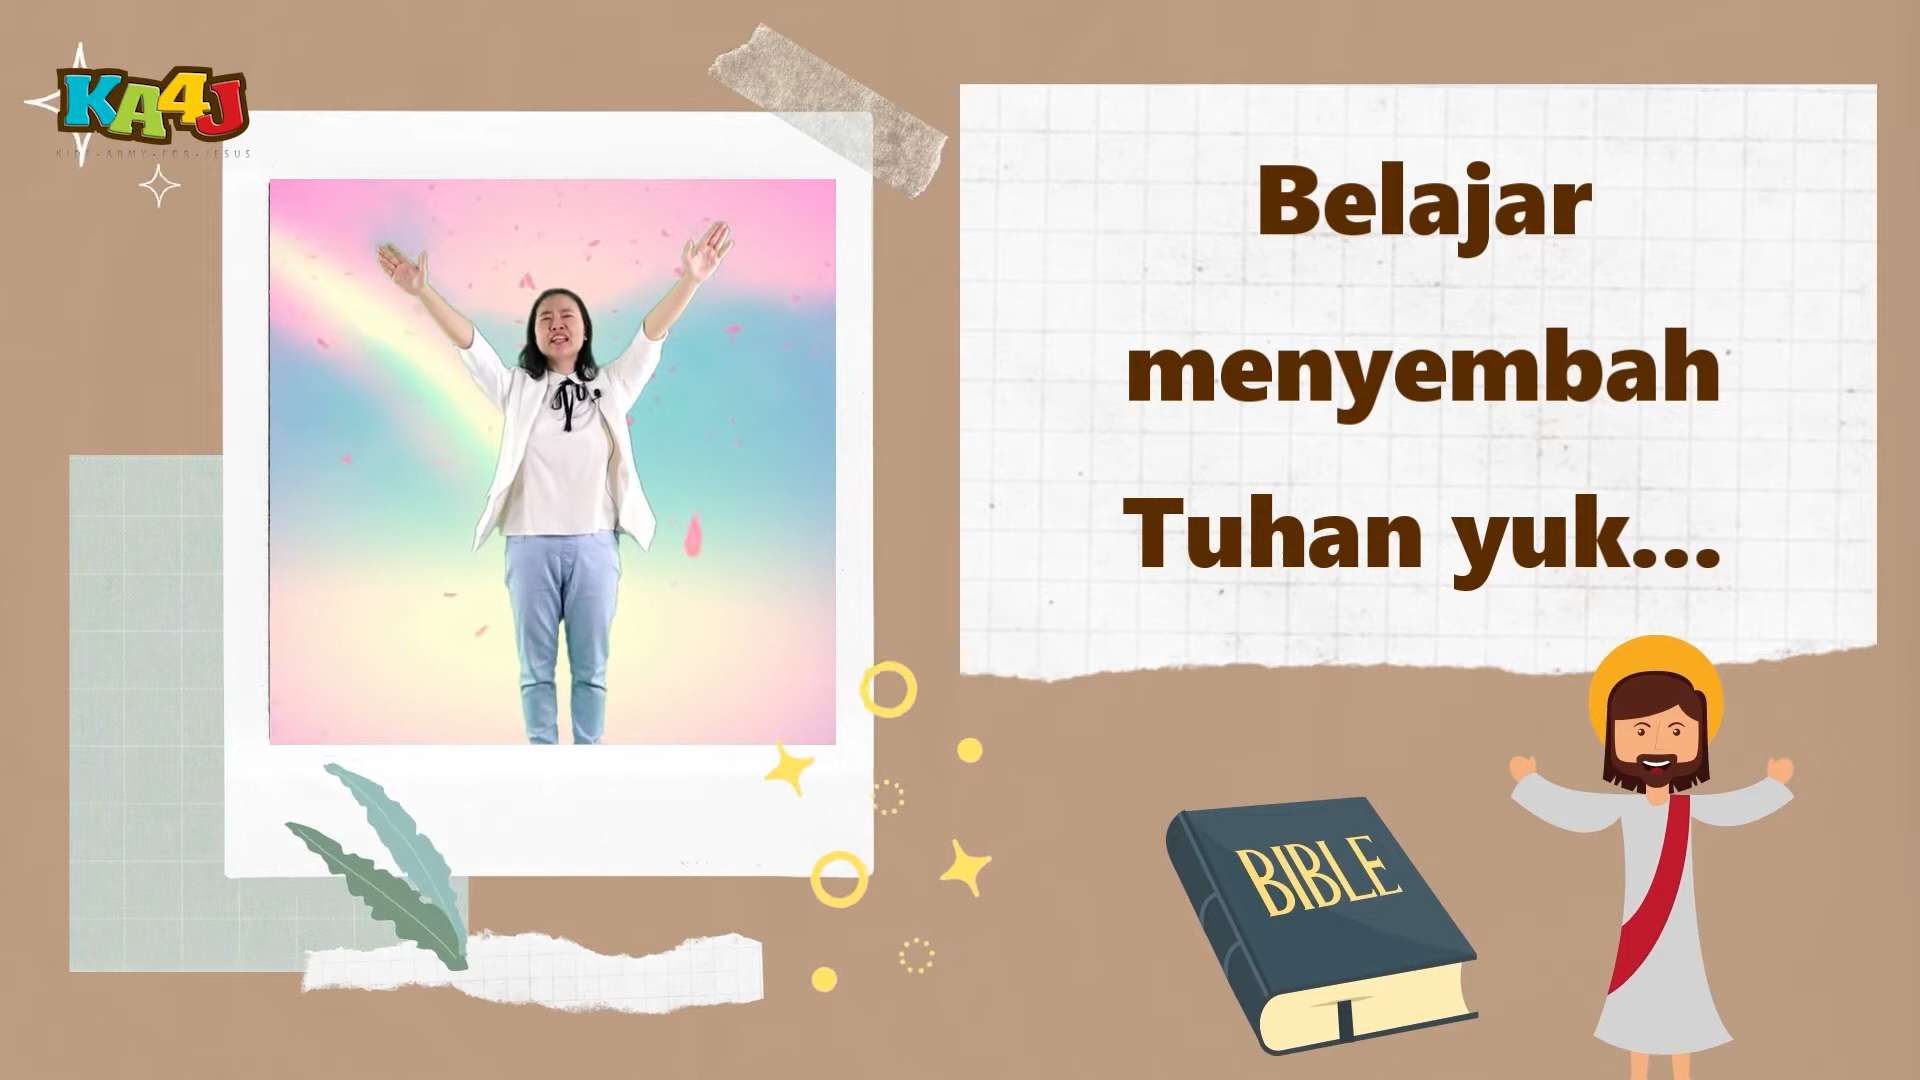 KA4J
KIDS • ARMY • FOR • JESUS
Belajar
menyembah
Tuhan yuk...
BIBLE